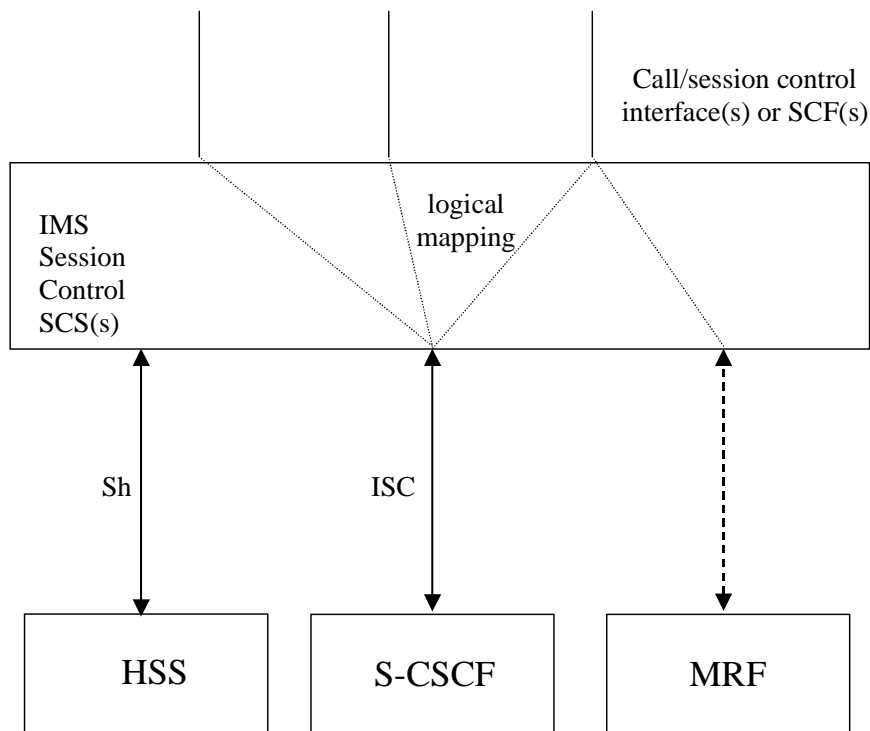 Call/session control
interface(s) or SCF(s)
logical
mapping
IMS
Session
Control
SCS(s)
Sh
ISC
HSS
S-CSCF
MRF